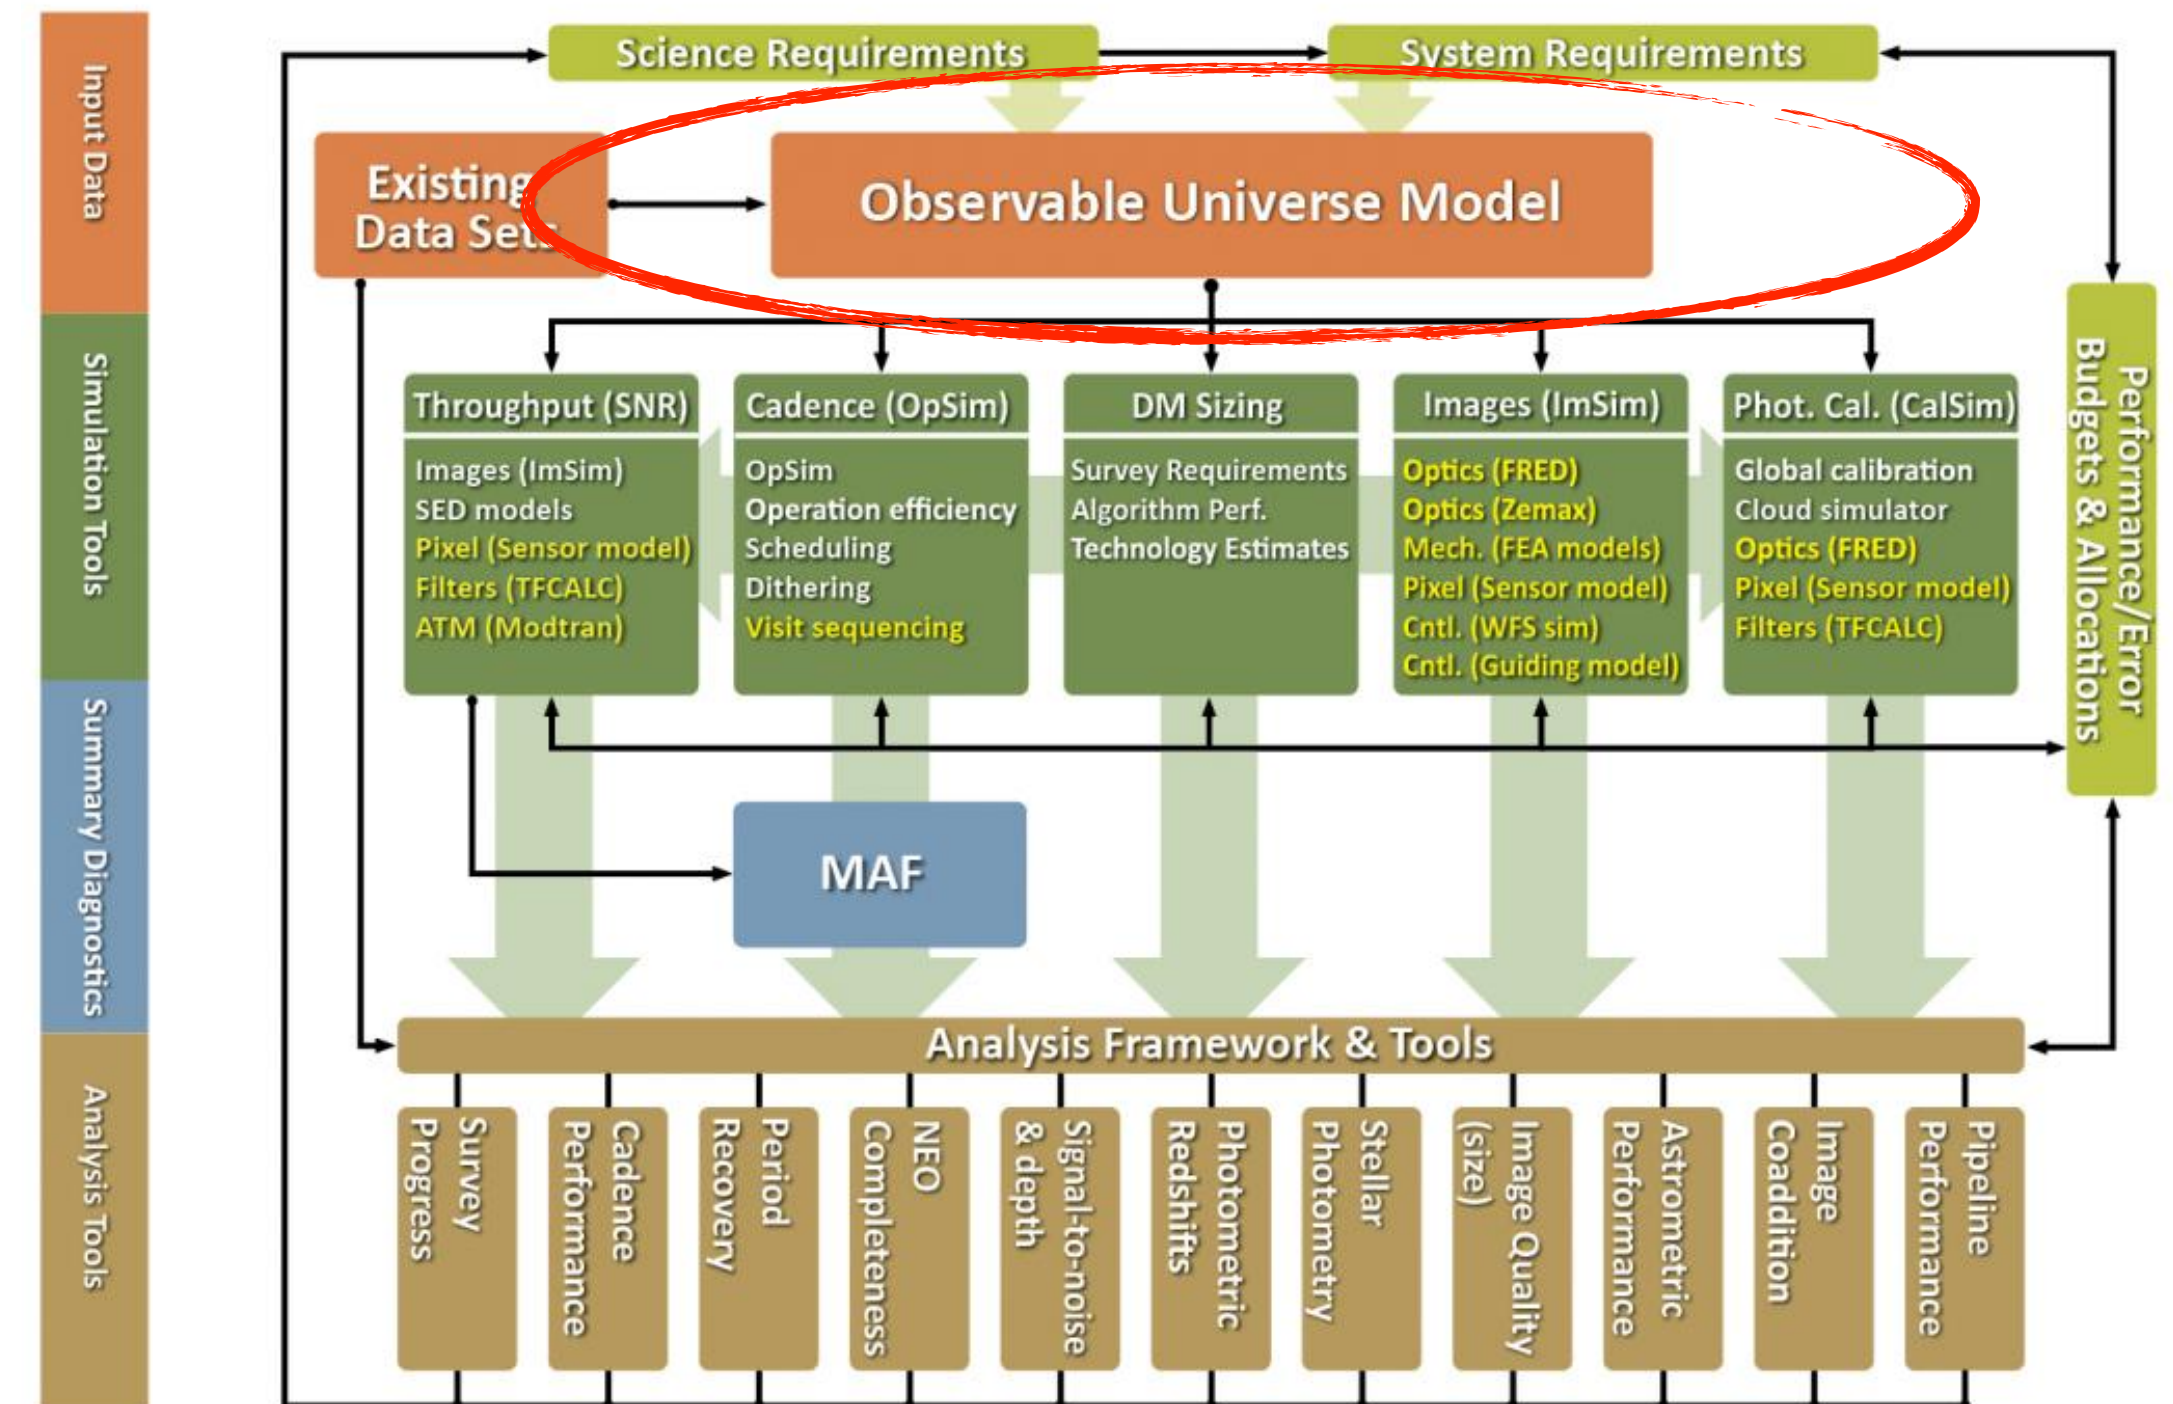 Input Data
Simulation Tools
Summary Diagnostics
Analysis Tools
Science Requirements
System Requirements
Existing
Data Sets
Observable Universe Model
Performance/Error
Budgets & Allocations
Throughput (SNR)
Images (ImSim)
SED models
Pixel (Sensor model)
Filters (TFCALC)
ATM (Modtran)
Cadence (OpSim)
OpSim
Operation efficiency
Scheduling
Dithering
Visit sequencing
DM Sizing
Survey Requirements
Algorithm Perf.
Technology Estimates
Images (ImSim)
Optics (FRED)
Optics (Zemax)
Mech. (FEA models)
Pixel (Sensor model)
Cntl. (WFS sim)
Cntl. (Guiding model)
Phot. Cal. (CalSim)
Global calibration
Cloud simulator
Optics (FRED)
Pixel (Sensor model)
Filters (TFCALC)
MAF
Analysis Framework & Tools
Survey
Progress
Cadence
Performance
Period
Recovery
NEO
Completeness
Signal-to-noise
& depth
Photometric
Redshifts
Stellar
Photometry
Image Quality
(size)
Astrometric
Performance
Image
Coaddition
Pipeline
Performance